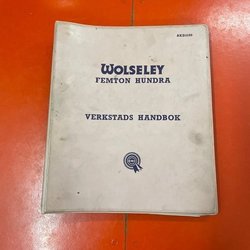 WOLSELEY
FEMTON HUNDRA
VERKSTADS HANDBOK